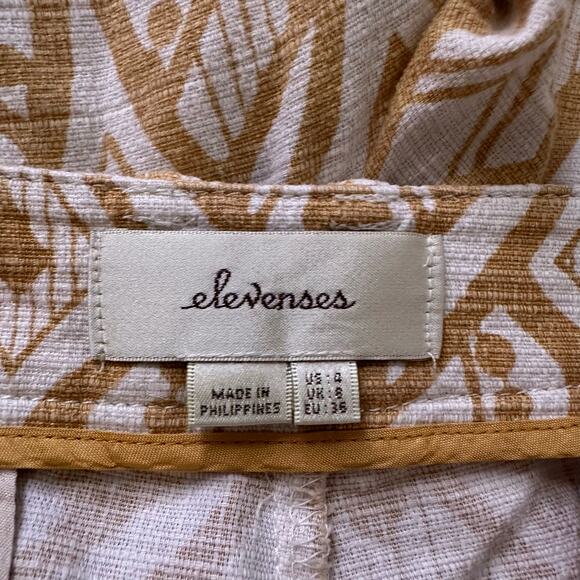 elevenses
MADE IN
PHILIPPINES
US : 4
UK : 8
EU : 36